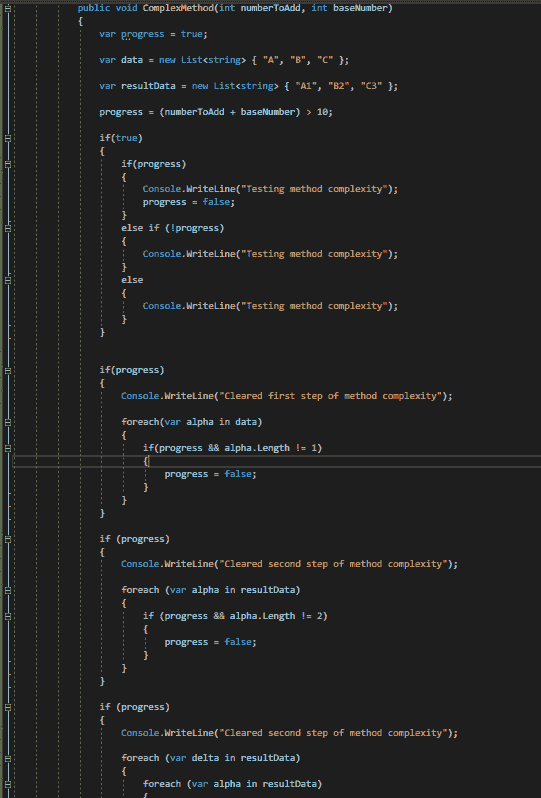 public void ComplexMethod(int numberToAdd, int baseNumber)
{
var progress = true;
var data = new List<string> { "A", "B", "C" };
var resultData = new List<string> { "A1", "B2", "C3" };
progress = (numberToAdd + baseNumber) > 10;
if(true)
{
if(progress)
{
Console.WriteLine("Testing method complexity");
progress = false;
}
else if (!progress)
{
Console.WriteLine("Testing method complexity");
}
else
{
Console.WriteLine("Testing method complexity");
}
}
if(progress)
{
Console.WriteLine("Cleared first step of method complexity");
foreach(var alpha in data)
{
if(progress && alpha.Length != 1)
{
progress = false;
}
}
}
if (progress)
{
Console.WriteLine("Cleared second step of method complexity");
foreach (var alpha in resultData)
{
if (progress && alpha.Length != 2)
{
progress = false;
}
}
}
if (progress)
{
Console.WriteLine("Cleared second step of method complexity");
foreach (var delta in resultData)
{
foreach (var alpha in resultData)
{